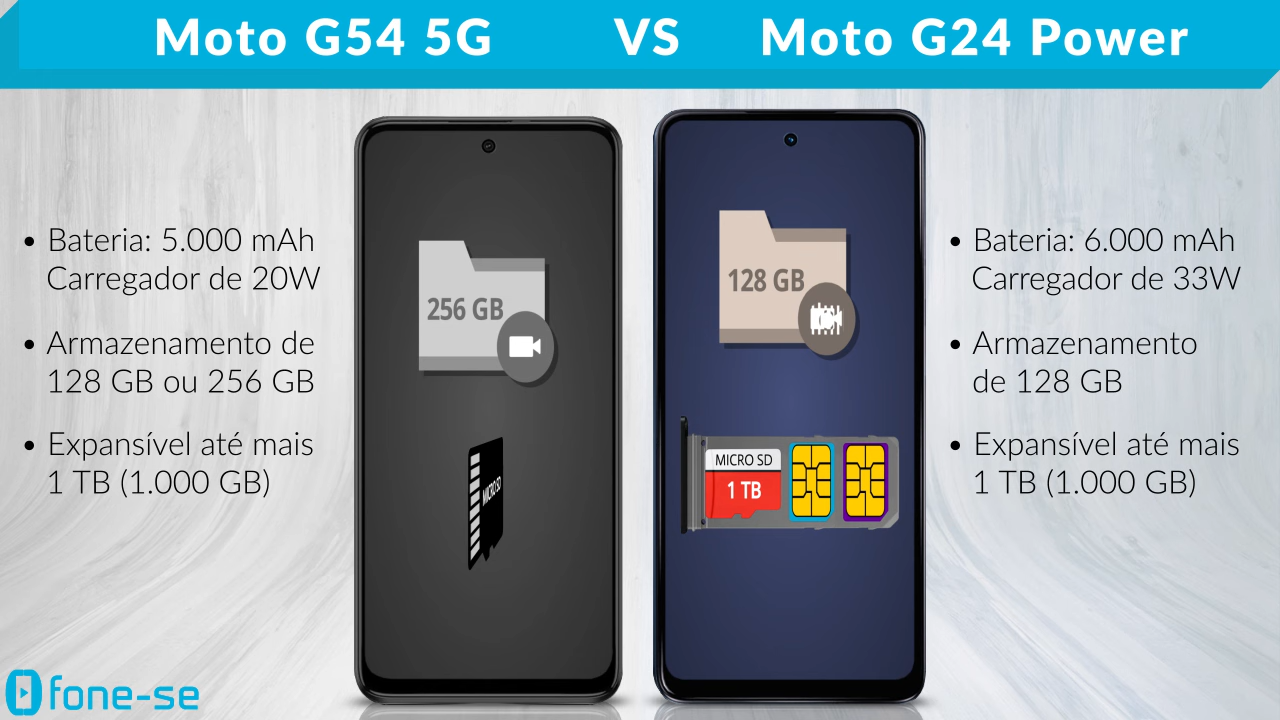 Moto G54 5G VS Moto G24 Power
• Bateria: 5.000 mAh
Carregador de 20W
• Armazenamento de
128 GB ou 256 GB
• Expansível até mais
1 TB (1.000 GB)
256 GB
MICRO SD
128 GB
MICRO SD
1 TB
• Bateria: 6.000 mAh
Carregador de 33W
• Armazenamento
de 128 GB
• Expansível até mais
1 TB (1.000 GB)
fone-se